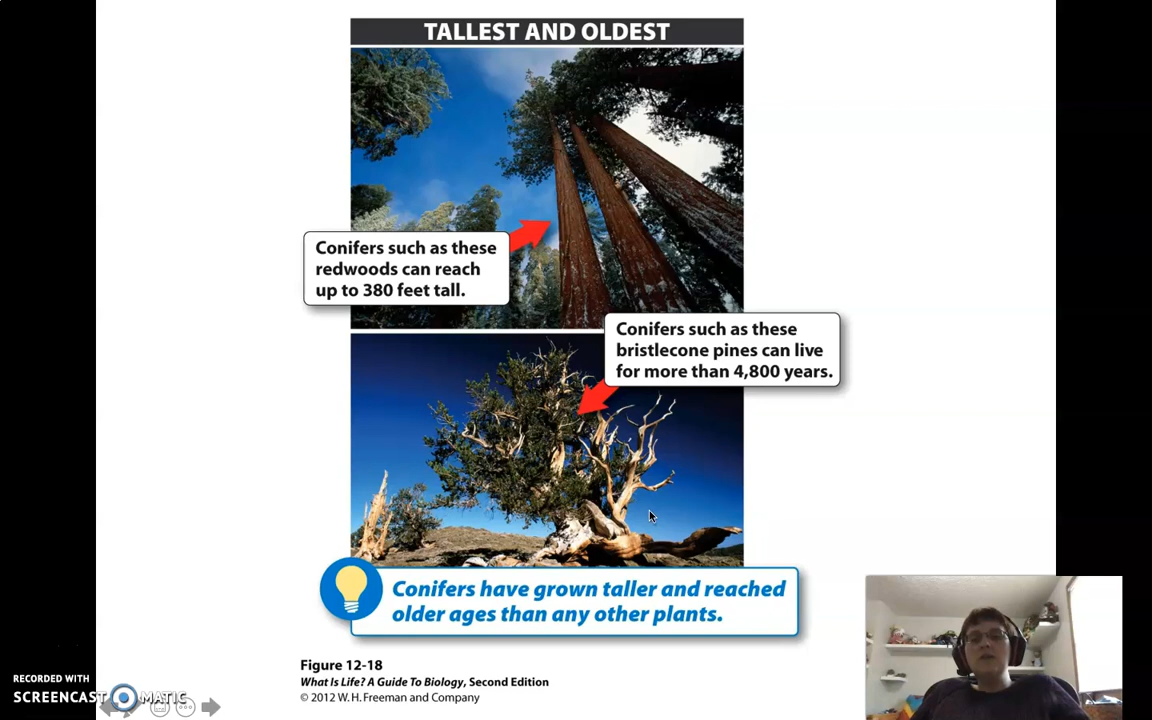 TALLEST AND OLDEST
Conifers such as these
redwoods can reach
up to 380 feet tall.
Conifers such as these
bristlecone pines can live
for more than 4,800 years.
Conifers have grown taller and reached
older ages than any other plants.
Figure 12-18
What Is Life? A Guide To Biology, Second Edition
© 2012 W. H. Freeman and Company
RECORDED WITH
SCREENCAST MATIC